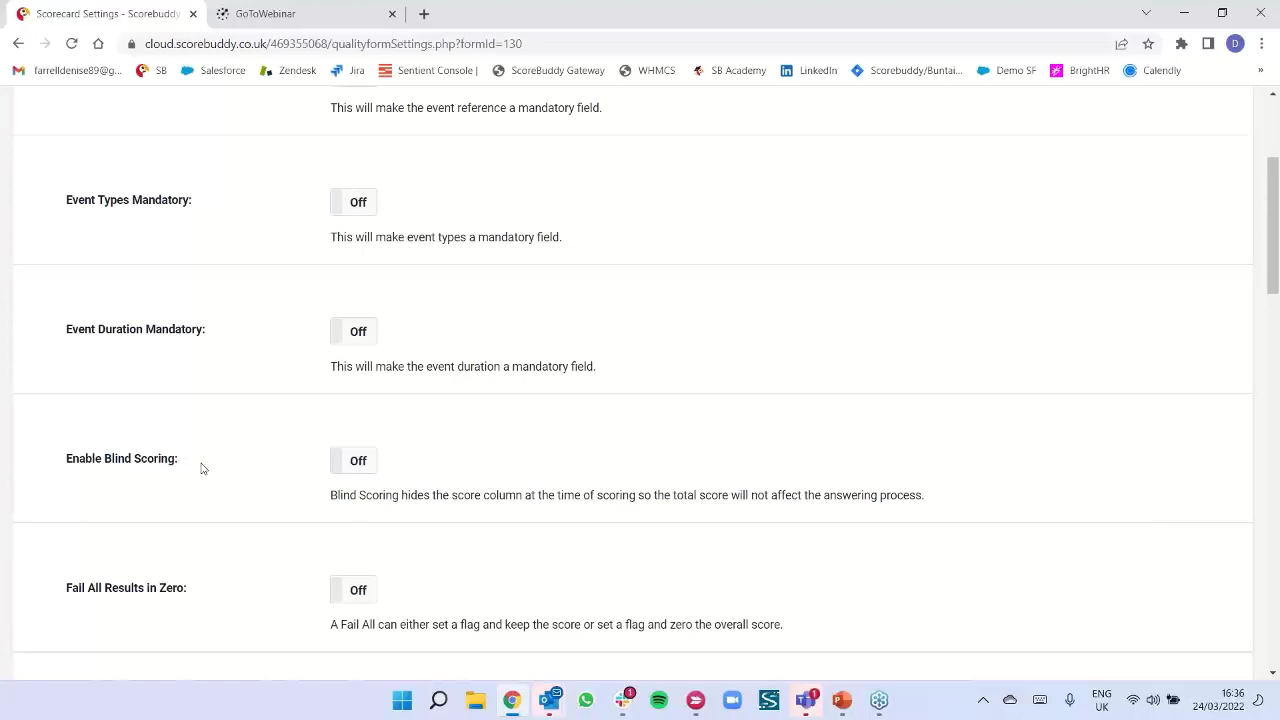 Scorecard Settings - Scorebuddy
GoToWebinar
cloud.scorebuddy.co.uk/469355068/qualityformSettings.php?formid=130
farrelldenise89@g... SB Salesforce Zendesk Jira Sentient Console | ScoreBuddy Gateway WHMCS SB Academy LinkedIn Scorebuddy/Buntai... Demo SF BrightHR Calendly »
This will make the event reference a mandatory field.
Event Types Mandatory: Off
This will make event types a mandatory field.
Event Duration Mandatory: Off
This will make the event duration a mandatory field.
Enable Blind Scoring: Off
Blind Scoring hides the score column at the time of scoring so the total score will not affect the answering process.
Fail All Results in Zero: Off
A Fail All can either set a flag and keep the score or set a flag and zero the overall score.
ENG 16:36
UK 24/03/2022